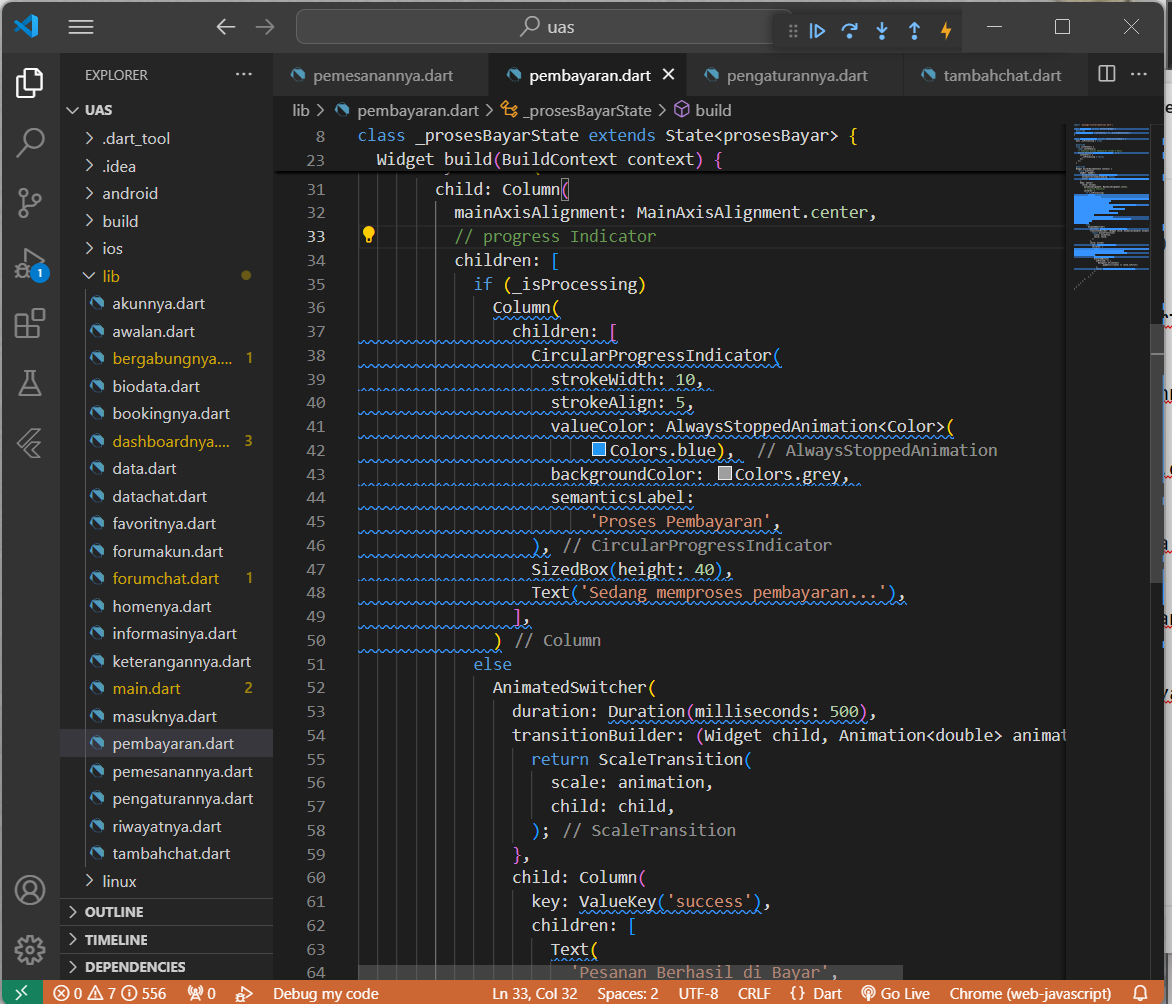 uas
EXPLORER
UAS
.dart_tool
.idea
android
build
ios
lib
akunnya.dart
awalan.dart
bergabungnya.... 1
biodata.dart
bookingnya.dart
dashboardnya.... 3
data.dart
datachat.dart
favoritnya.dart
forumakun.dart
forumchat.dart 1
homenya.dart
informasinya.dart
keterangannya.dart
main.dart 2
masuknya.dart
pembayaran.dart
pemesanannya.dart
pengaturannya.dart
riwayatnya.dart
tambahchat.dart
linux
OUTLINE
TIMELINE
DEPENDENCIES
1
pemesanannya.dart pembayaran.dart pengaturannya.dart tambahchat.dart
lib > pembayaran.dart > _prosesBayarState > build
8 class _prosesBayarState extends State<prosesBayar> {
23 Widget build(BuildContext context) {
31 child: Column(
32 mainAxisAlignment: MainAxisAlignment.center,
33 // progress Indicator
34 children: [
35 if (_isProcessing)
36 Column(
37 children: [
38 CircularProgressIndicator(
39 strokeWidth: 10,
40 strokeAlign: 5,
41 valueColor: AlwaysStoppedAnimation<Color>(
42 Colors.blue), // AlwaysStoppedAnimation
43 backgroundColor: Colors.grey,
44 semanticsLabel:
45 'Proses Pembayaran',
46 ), // CircularProgressIndicator
47 SizedBox(height: 40),
48 Text('Sedang memproses pembayaran...'),
49 ],
50 ) // Column
51 else
52 AnimatedSwitcher(
53 duration: Duration(milliseconds: 500),
54 transitionBuilder: (Widget child, Animation<double> animat
55 return ScaleTransition(
56 scale: animation,
57 child: child,
58 ); // ScaleTransition
59 },
60 child: Column(
61 key: ValueKey('success'),
62 children: [
63 Text(
64 'Pesanan Berhasil di Bayar',
0 7 556 0 Debug my code Ln 33, Col 32 Spaces: 2 UTF-8 CRLF {} Dart Go Live Chrome (web-javascript)